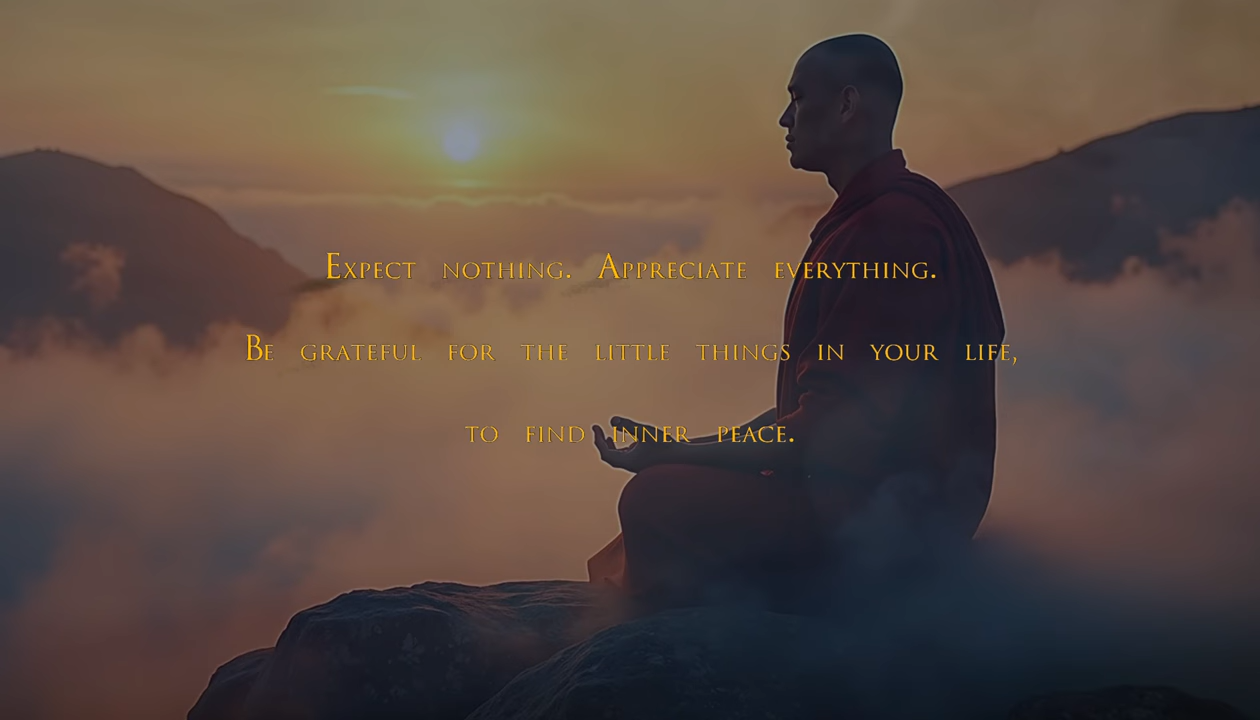 Expect nothing. Appreciate everything.
Be grateful for the little things in your life,
to find inner peace.